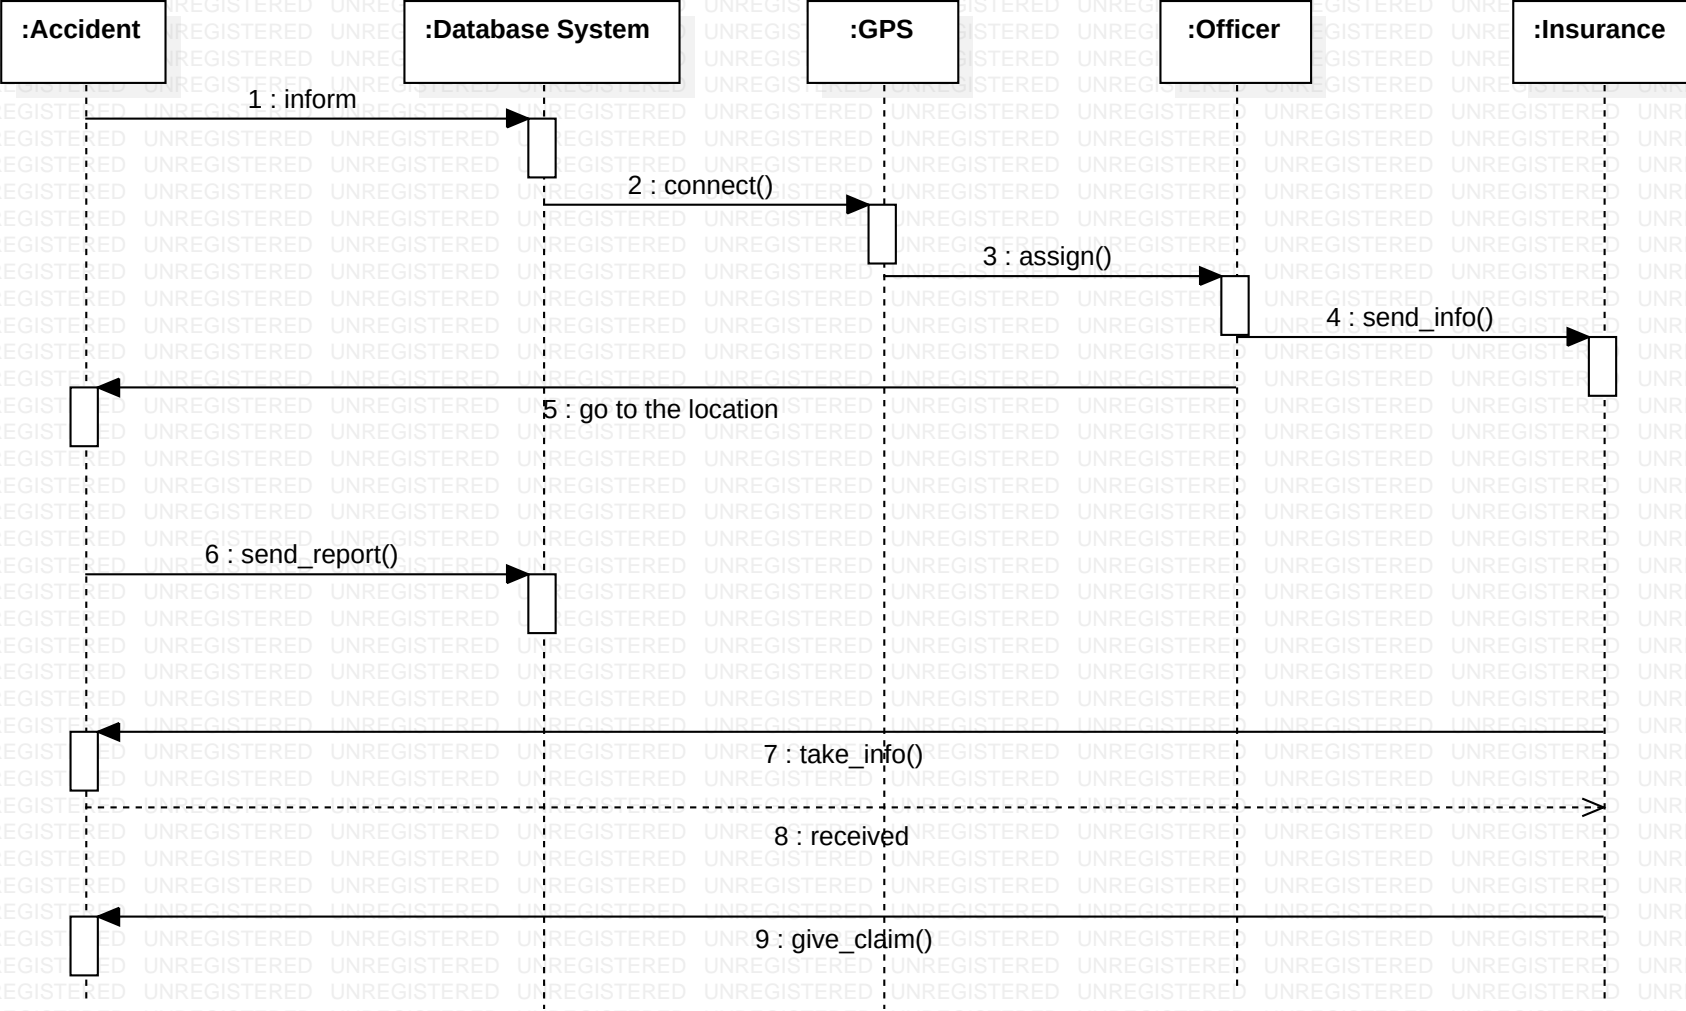 :Accident
:Database System
:GPS
:Officer
:Insurance
1 : inform
2 : connect()
3 : assign()
4 : send_info()
5 : go to the location
6 : send_report()
7 : take_info()
8 : received
9 : give_claim()
UNREGISTERED